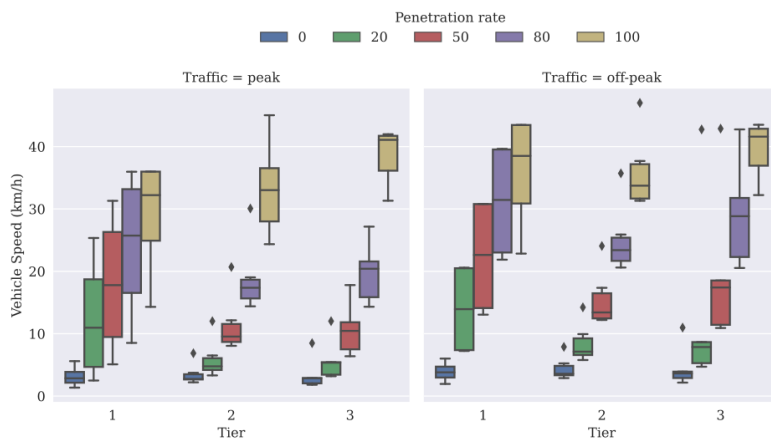 Penetration rate
0 20 50 80 100
Traffic = peak
Traffic = off-peak
Vehicle Speed (km/h)
40
30
20
10
0
1 2 3
Tier
1 2 3
Tier